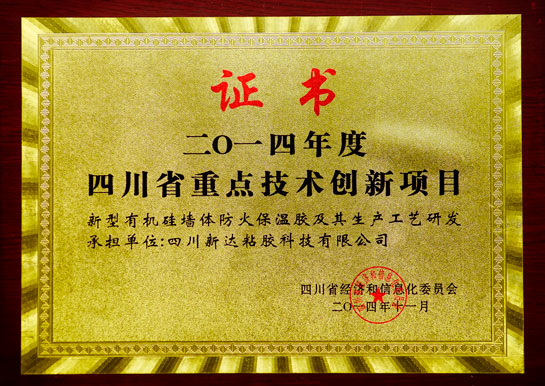 证书
二〇一四年度
四川省重点技术创新项目
新型有机硅墙体防火保温胶及其生产工艺研发
承担单位:四川新达粘胶科技有限公司
四川省经济和信息化委员会
二〇一四年十一月